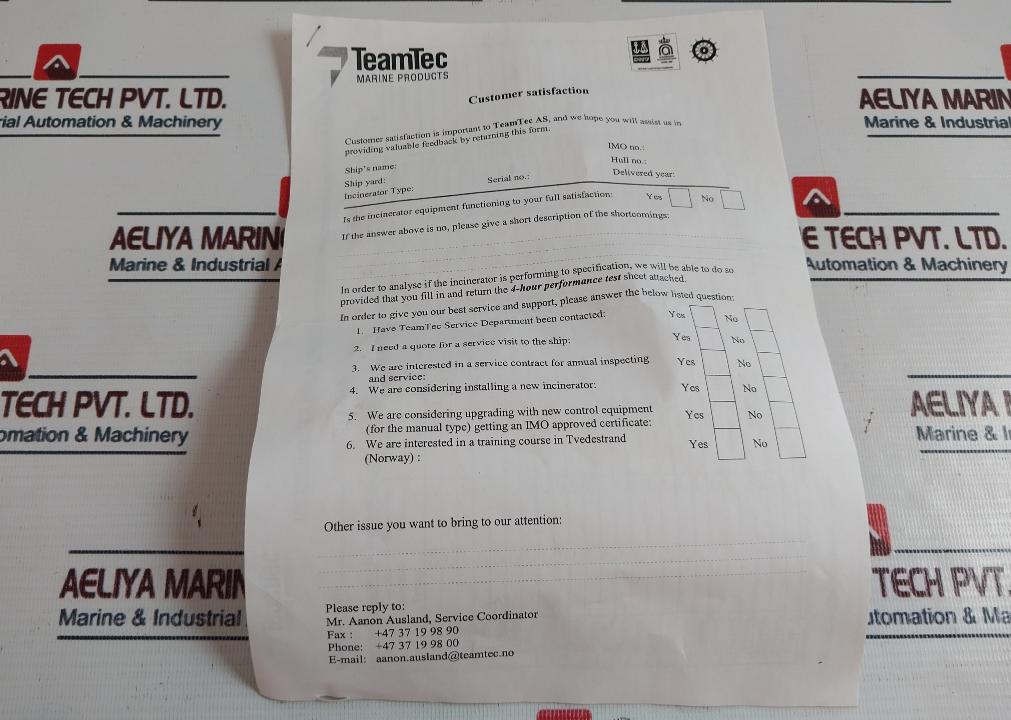 TeamTec
MARINE PRODUCTS
Customer satisfaction
Customer satisfaction is important to TeamTec AS, and we hope you will assist us in
providing valuable feedback by returning this form.
Ship's name:
IMO no.:
Ship yard:
Hull no.:
Incinerator Type:
Serial no.:
Delivered year:
Is the incinerator equipment functioning to your full satisfaction: Yes No
If the answer above is no, please give a short description of the shortcomings:
In order to analyse if the incinerator is performing to specification, we will be able to do so
provided that you fill in and return the 4-hour performance test sheet attached.
In order to give you our best service and support, please answer the below listed question:
1. Have TeamTec Service Department been contacted: Yes No
2. I need a quote for a service visit to the ship: Yes No
3. We are interested in a service contract for annual inspecting Yes No
and service:
4. We are considering installing a new incinerator: Yes No
5. We are considering upgrading with new control equipment Yes No
(for the manual type) getting an IMO approved certificate:
6. We are interested in a training course in Tvedestrand Yes No
(Norway) :
Other issue you want to bring to our attention:
Please reply to:
Mr. Aanon Ausland, Service Coordinator
Fax : +47 37 19 98 90
Phone: +47 37 19 98 00
E-mail: aanon.ausland@teamtec.no
RINE TECH PVT. LTD.
rial Automation & Machinery
AELIYA MARIN
Marine & Industrial
AELIYA MARIN
Marine & Industrial A
E TECH PVT. LTD.
Automation & Machinery
TECH PVT. LTD.
omation & Machinery
AELIYA M
Marine & I
AELIYA MARIN
Marine & Industrial
TECH PVT.
utomation & Ma